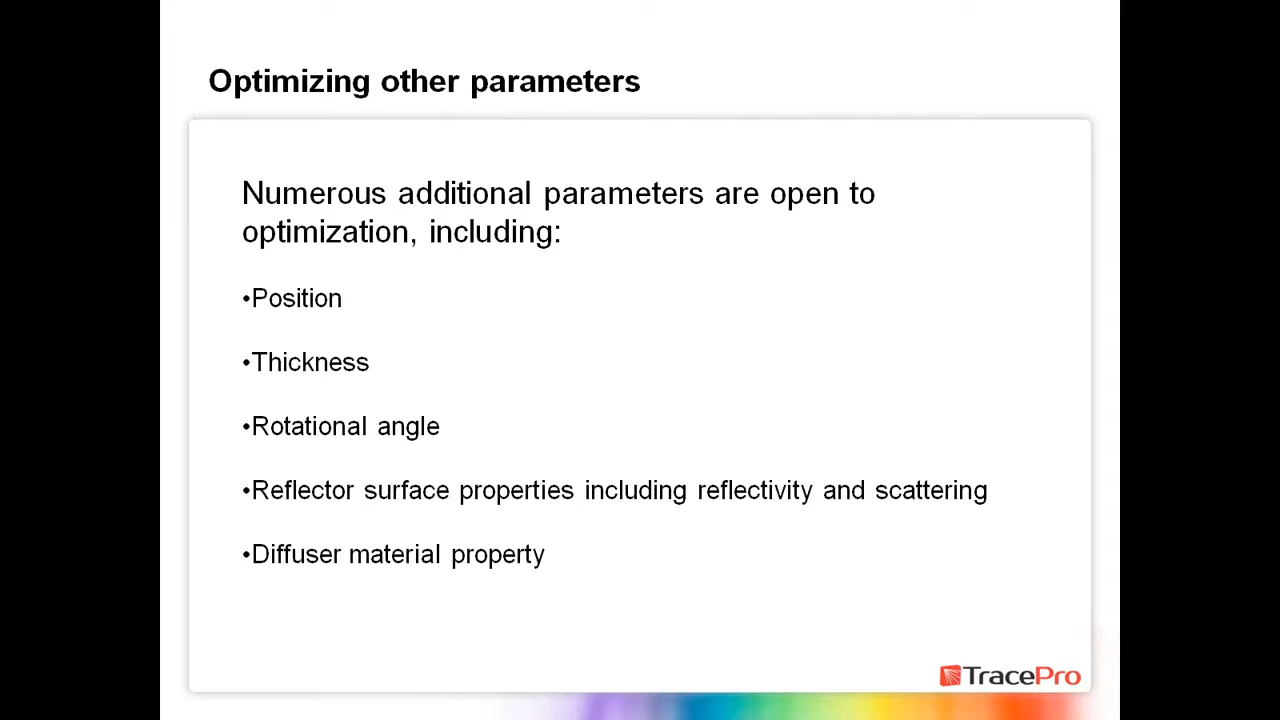 Optimizing other parameters
Numerous additional parameters are open to
optimization, including:
•Position
•Thickness
•Rotational angle
•Reflector surface properties including reflectivity and scattering
•Diffuser material property
TracePro